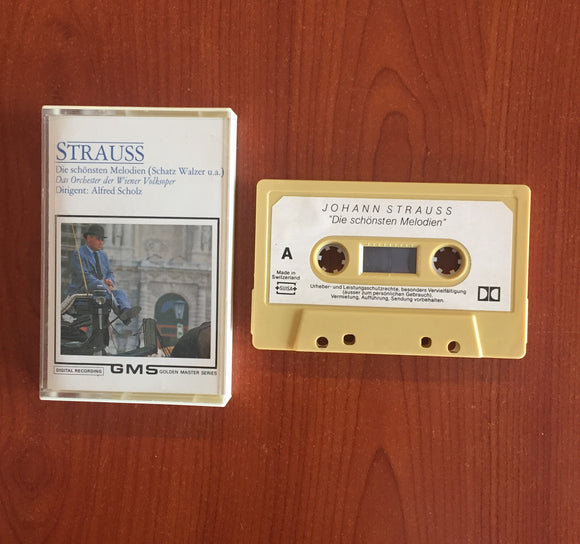 STRAUSS
Die schönsten Melodien (Schatz Walzer u.a.)
Das Orchester der Wiener Volksoper
Dirigent: Alfred Scholz
DIGITAL RECORDING
GMS GOLDEN MASTER SERIES
JOHANN STRAUSS
"Die schönsten Melodien"
A
Made in
Switzerland
SUISA
Urheber- und Leistungsschutzrechte, besonders Vervielfältigung
(ausser zum persönlichen Gebrauch),
Vermietung, Aufführung, Sendung vorbehalten.